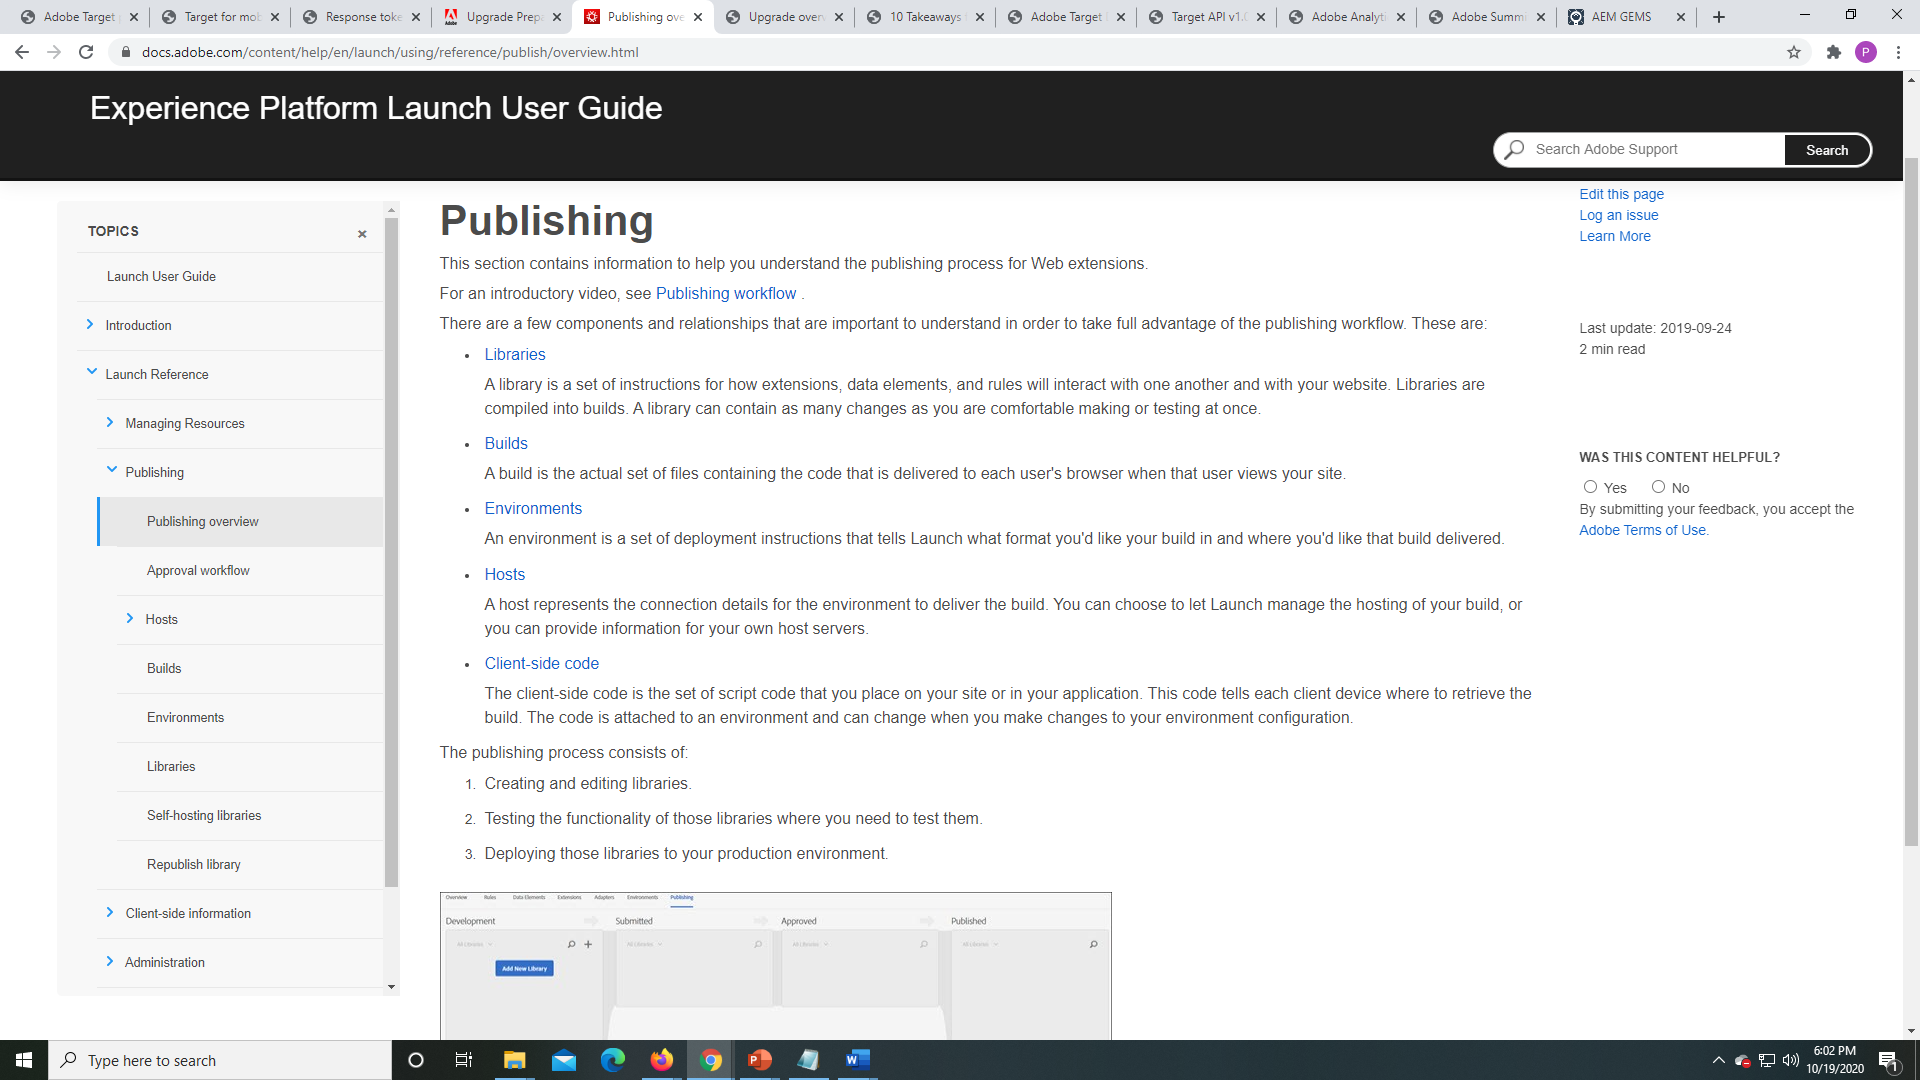 Adobe Target
Target for mob
Response toke
Upgrade Prep
Publishing ove
Upgrade over
10 Takeaways
Adobe Target
Target API v1.
Adobe Analyti
Adobe Summi
AEM GEMS
docs.adobe.com/content/help/en/launch/using/reference/publish/overview.html
P
Experience Platform Launch User Guide
Search Adobe Support
Search
TOPICS
Launch User Guide
Introduction
Launch Reference
Managing Resources
Publishing
Publishing overview
Approval workflow
Hosts
Builds
Environments
Libraries
Self-hosting libraries
Republish library
Client-side information
Administration
Publishing
This section contains information to help you understand the publishing process for Web extensions.
For an introductory video, see Publishing workflow .
There are a few components and relationships that are important to understand in order to take full advantage of the publishing workflow. These are:
• Libraries
A library is a set of instructions for how extensions, data elements, and rules will interact with one another and with your website. Libraries are
compiled into builds. A library can contain as many changes as you are comfortable making or testing at once.
• Builds
A build is the actual set of files containing the code that is delivered to each user's browser when that user views your site.
• Environments
An environment is a set of deployment instructions that tells Launch what format you'd like your build in and where you'd like that build delivered.
• Hosts
A host represents the connection details for the environment to deliver the build. You can choose to let Launch manage the hosting of your build, or
you can provide information for your own host servers.
• Client-side code
The client-side code is the set of script code that you place on your site or in your application. This code tells each client device where to retrieve the
build. The code is attached to an environment and can change when you make changes to your environment configuration.
The publishing process consists of:
1. Creating and editing libraries.
2. Testing the functionality of those libraries where you need to test them.
3. Deploying those libraries to your production environment.
Overview Rules Data Elements Extensions Adapters Environments Publishing
Development Submitted Approved Published
All Libraries All Libraries All Libraries All Libraries
Add New Library
Edit this page
Log an issue
Learn More
Last update: 2019-09-24
2 min read
WAS THIS CONTENT HELPFUL?
Yes No
By submitting your feedback, you accept the
Adobe Terms of Use.
Type here to search
6:02 PM
10/19/2020
1